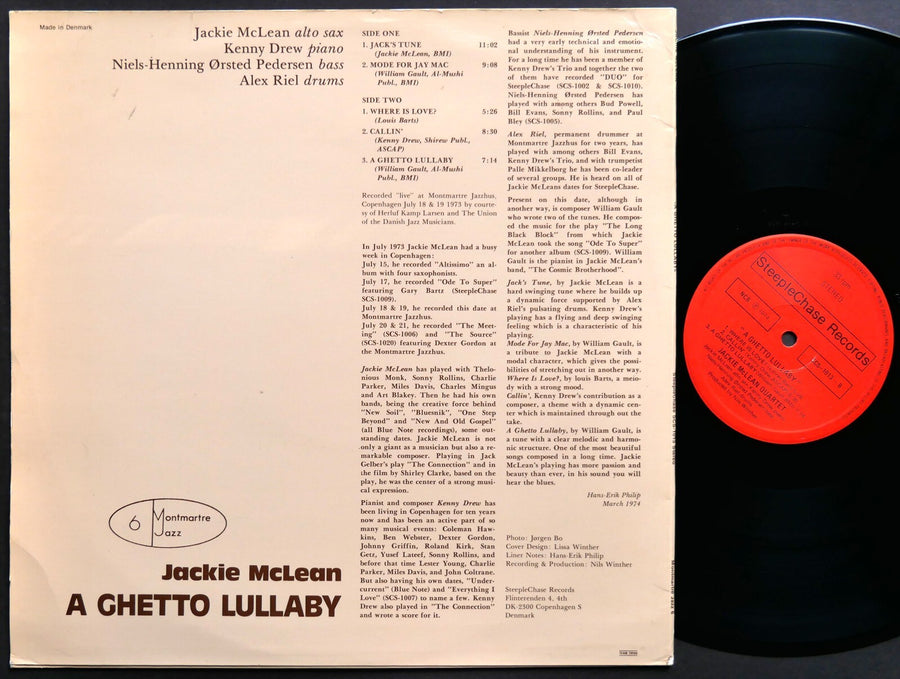 Made in Denmark
Jackie McLean alto sax
Kenny Drew piano
Niels-Henning Ørsted Pedersen bass
Alex Riel drums
SIDE ONE
1. JACK'S TUNE 11:02
(Jackie McLean, BMI)
2. MODE FOR JAY MAC 9:08
(William Gault, Al-Mushi
Publ., BMI)
SIDE TWO
1. WHERE IS LOVE? 5:26
(Louis Barts)
2. CALLIN' 8:30
(Kenny Drew, Shirew Publ.,
ASCAP)
3. A GHETTO LULLABY 7:14
(William Gault, Al-Mushi
Publ., BMI)
Recorded "live" at Montmartre Jazzhus,
Copenhagen July 18 & 19 1973 by courte-
sy of Herluf Kamp Larsen and The Union
of the Danish Jazz Musicians.
In July 1973 Jackie McLean had a busy
week in Copenhagen:
July 15, he recorded "Altissimo" an al-
bum with four saxophonists.
July 17, he recorded "Ode To Super"
featuring Gary Bartz (SteepleChase
SCS-1009).
July 18 & 19, he recorded this date at
Montmartre Jazzhus.
July 20 & 21, he recorded "The Meet-
ing" (SCS-1006) and "The Source"
(SCS-1020) featuring Dexter Gordon at
the Montmartre Jazzhus.
Jackie McLean has played with Thelo-
nious Monk, Sonny Rollins, Charlie
Parker, Miles Davis, Charles Mingus
and Art Blakey. Then he had his own
bands, being the creative force behind
"New Soil", "Bluesnik", "One Step
Beyond" and "New And Old Gospel"
(all Blue Note recordings), some out-
standing dates. Jackie McLean is not
only a giant as a musician but also a re-
markable composer. Playing in Jack
Gelber's play "The Connection" and in
the film by Shirley Clarke, based on the
play, he was the center of a strong musi-
cal expression.
Pianist and composer Kenny Drew has
been living in Copenhagen for ten years
now and has been an active part of so
many musical events: Coleman Haw-
kins, Ben Webster, Dexter Gordon,
Johnny Griffin, Roland Kirk, Stan
Getz, Yusef Lateef, Sonny Rollins, and
before that time Lester Young, Charlie
Parker, Miles Davis, and John Coltrane.
But also having his own dates, "Under-
current" (Blue Note) and "Everything I
Love" (SCS-1007) to name a few. Kenny
Drew also played in "The Connection"
and wrote a score for it.
Bassist Niels-Henning Ørsted Pedersen
had a very early technical and emotio-
nal understanding of his instrument.
For a long time he has been a member of
Kenny Drew's Trio and together the two
of them have recorded "DUO" for
SteepleChase (SCS-1002 & SCS-1010).
Niels-Henning Ørsted Pedersen has
played with among others Bud Powell,
Bill Evans, Sonny Rollins, and Paul
Bley (SCS-1005).
Alex Riel, permanent drummer at
Montmartre Jazzhus for two years, has
played with among others Bill Evans,
Kenny Drew's Trio, and with trumpetist
Palle Mikkelborg he has been co-leader
of several groups. He is heard on all of
Jackie McLeans dates for SteepleChase.
Present on this date, although in
another way, is composer William Gault
who wrote two of the tunes. He compos-
ed the music for the play "The Long
Black Block" from which Jackie
McLean took the song "Ode To Super"
for another album (SCS-1009). William
Gault is the pianist in Jackie McLean's
band, "The Cosmic Brotherhood".
Jack's Tune, by Jackie McLean is a
hard swinging tune where he builds up
a dynamic force supported by Alex
Riel's pulsating drums. Kenny Drew's
playing has a flying and deep swinging
feeling which is a characteristic of his
playing.
Mode For Jay Mac, by William Gault, is
a tribute to Jackie McLean with a
modal character, which gives the possi-
bilities of stretching out in another way.
Where Is Love?, by louis Barts, a melo-
dy with a strong mood.
Callin', Kenny Drew's contribution as a
composer, a theme with a dynamic cen-
ter which is maintained through out the
take.
A Ghetto Lullaby, by William Gault, is
a tune with a clear melodic and harmo-
nic structure. One of the most beautiful
songs composed in a long time. Jackie
McLean's playing has more passion and
beauty than ever, in his sound you will
hear the blues.
Hans-Erik Philip
March 1974
Photo: Jørgen Bo
Cover Design: Lissa Winther
Liner Notes: Hans-Erik Philip
Recording & Production: Nils Winther
SteepleChase Records
Flinterenden 4, 4th
DK-2300 Copenhagen S
Denmark
6 Montmartre
Jazz
Jackie McLean
A GHETTO LULLABY
SteepleChase Records
STEREO
NCB
A GHETTO LULLABY
JACKIE McLEAN QUARTET